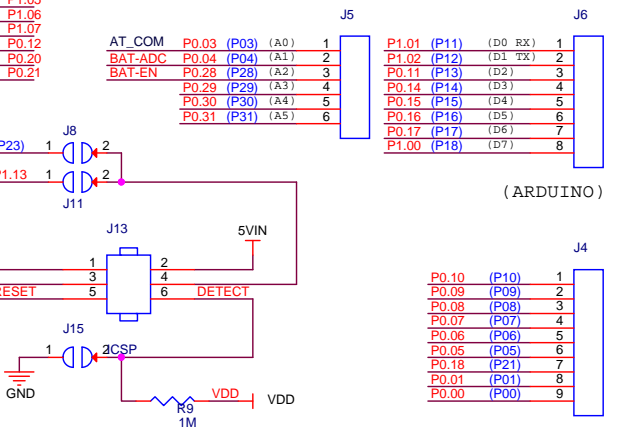 P1.06
P1.07
P0.12
P0.20
P0.21
J5
AT_COM P0.03 (P03) (A0) 1
BAT-ADC P0.04 (P04) (A1) 2
BAT-EN P0.28 (P28) (A2) 3
P0.29 (P29) (A3) 4
P0.30 (P30) (A4) 5
P0.31 (P31) (A5) 6
J6
P1.01 (P11) (D0 RX) 1
P1.02 (P12) (D1 TX) 2
P0.11 (P13) (D2) 3
P0.14 (P14) (D3) 4
P0.15 (P15) (D4) 5
P0.16 (P16) (D5) 6
P0.17 (P17) (D6) 7
P1.00 (P18) (D7) 8
(ARDUINO)
J8
P23) 1 2
P1.13 1 2
J11
J13
5VIN
1 2
3 4
RESET 5 6 DETECT
J15
1 2 ICSP
GND
R9
1M
VDD VDD
J4
P0.10 (P10) 1
P0.09 (P09) 2
P0.08 (P08) 3
P0.07 (P07) 4
P0.06 (P06) 5
P0.05 (P05) 6
P0.18 (P21) 7
P0.01 (P01) 8
P0.00 (P00) 9